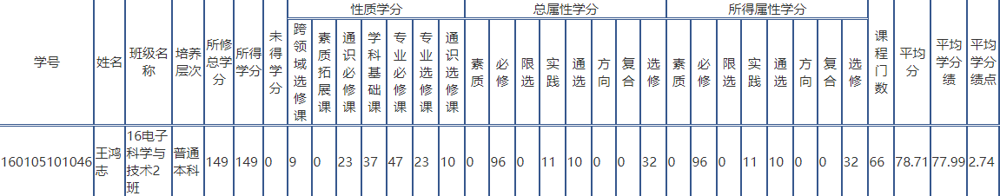 学号 姓名 班级名称 培养层次 所修总学分 所得学分 未得学分 性质学分 总属性学分 所得属性学分 课程门数 平均分 平均学分绩 平均学分绩点
跨领域选修课 素质拓展课 通识必修课 学科基础课 专业必修课 专业选修课 通识选修课 素质 必修 限选 实践 通选 方向 复合 选修 素质 必修 限选 实践 通选 方向 复合 选修
160105101046 王鸿志 16电子科学与技术2班 普通本科 149 149 0 9 0 23 37 47 23 10 0 96 0 11 10 0 0 32 0 96 0 11 10 0 0 32 66 78.71 77.99 2.74